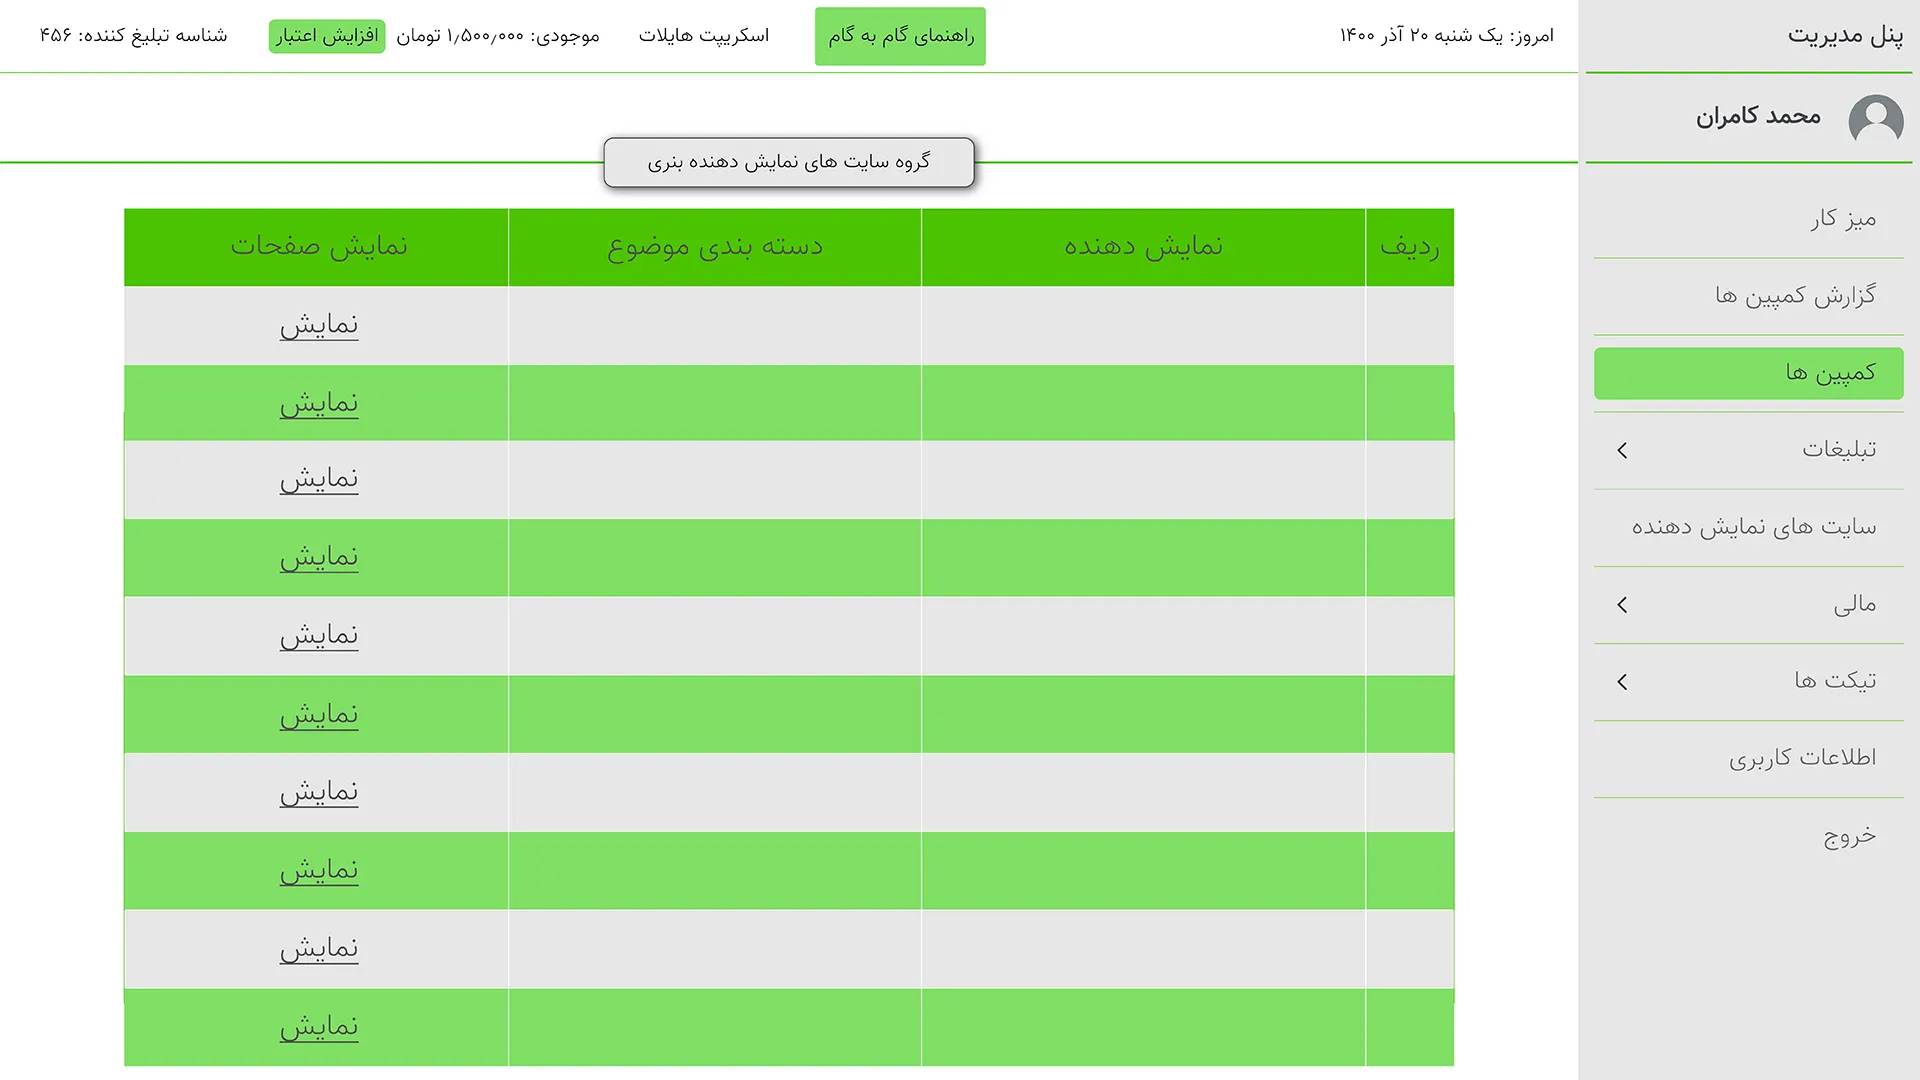 پنل مدیریت
محمد کامران
میز کار
گزارش کمپین ها
کمپین ها
تبلیغات
سایت های نمایش دهنده
مالی
تیکت ها
اطلاعات کاربری
خروج
امروز: یک شنبه ۲۰ آذر ۱۴۰۰
راهنمای گام به گام
اسکریپت هایلات
موجودی: ۱٫۵۰۰٫۰۰۰ تومان
افزایش اعتبار
شناسه تبلیغ کننده: ۴۵۶
گروه سایت های نمایش دهنده بنری
ردیف نمایش دهنده دسته بندی موضوع نمایش صفحات
نمایش
نمایش
نمایش
نمایش
نمایش
نمایش
نمایش
نمایش
نمایش
نمایش